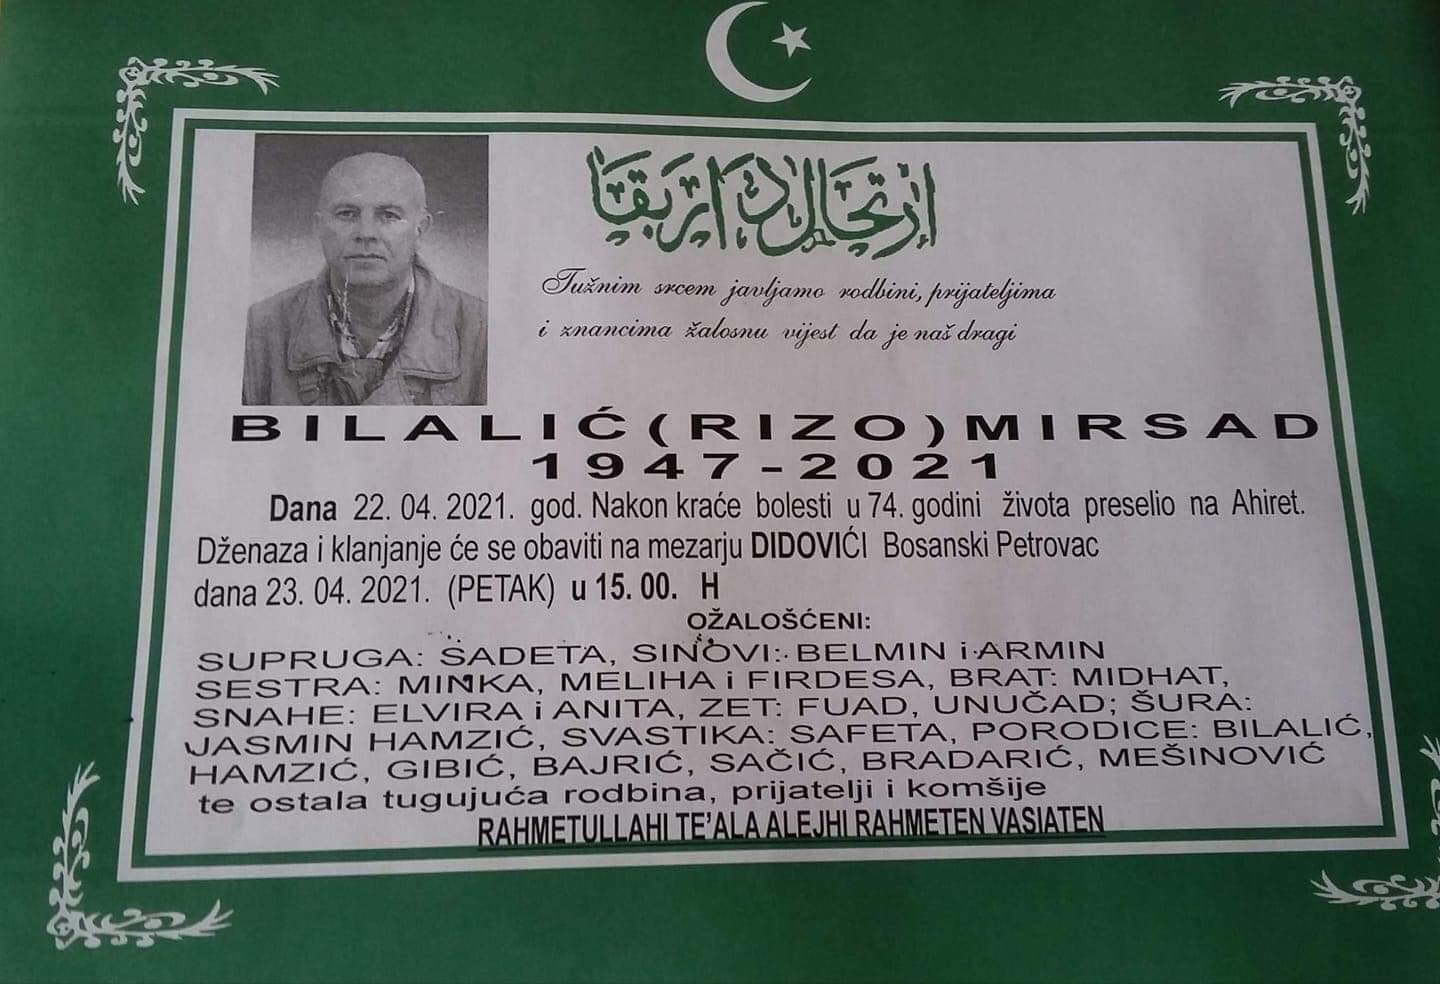 ارتحال دار بقا
Tužnim srcem javljamo rodbini, prijateljima
i znancima žalosnu vijest da je naš dragi
BILALIĆ(RIZO)MIRSAD
1947-2021
Dana 22. 04. 2021. god. Nakon kraće bolesti u 74. godini života preselio na Ahiret.
Dženaza i klanjanje će se obaviti na mezarju DIDOVIĆI Bosanski Petrovac
dana 23. 04. 2021. (PETAK) u 15. 00. H
OŽALOŠĆENI:
SUPRUGA: SADETA, SINOVI: BELMIN i ARMIN
SESTRA: MINKA, MELIHA i FIRDESA, BRAT: MIDHAT,
SNAHE: ELVIRA i ANITA, ZET: FUAD, UNUČAD; ŠURA:
JASMIN HAMZIĆ, SVASTIKA: SAFETA, PORODICE: BILALIĆ,
HAMZIĆ, GIBIĆ, BAJRIĆ, SAČIĆ, BRADARIĆ, MEŠINOVIĆ
te ostala tugujuća rodbina, prijatelji i komšije
RAHMETULLAHI TE'ALA ALEJHI RAHMETEN VASIATEN